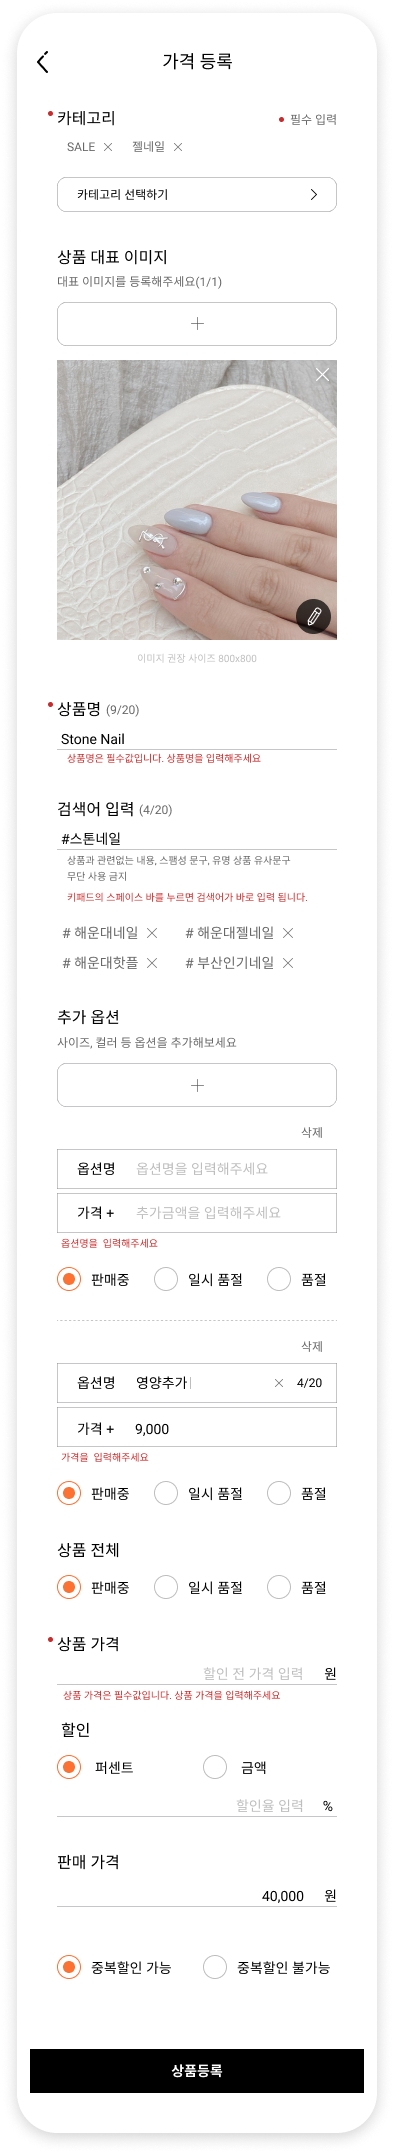 가격 등록
카테고리
필수 입력
SALE
젤네일
카테고리 선택하기
상품 대표 이미지
대표 이미지를 등록해주세요(1/1)
이미지 권장 사이즈 800x800
상품명 (9/20)
Stone Nail
상품명은 필수값입니다. 상품명을 입력해주세요
검색어 입력 (4/20)
#스톤네일
상품과 관련없는 내용, 스팸성 문구, 유명 상품 유사문구
무단 사용 금지
키패드의 스페이스 바를 누르면 검색어가 바로 입력 됩니다.
# 해운대네일 # 해운대젤네일
# 해운대핫플 # 부산인기네일
추가 옵션
사이즈, 컬러 등 옵션을 추가해보세요
삭제
옵션명 옵션명을 입력해주세요
가격 + 추가금액을 입력해주세요
옵션명을 입력해주세요
판매중 일시 품절 품절
삭제
옵션명 영양추가 4/20
가격 + 9,000
가격을 입력해주세요
판매중 일시 품절 품절
상품 전체
판매중 일시 품절 품절
상품 가격
할인 전 가격 입력 원
상품 가격은 필수값입니다. 상품 가격을 입력해주세요
할인
퍼센트 금액
할인율 입력 %
판매 가격
40,000 원
중복할인 가능 중복할인 불가능
상품등록